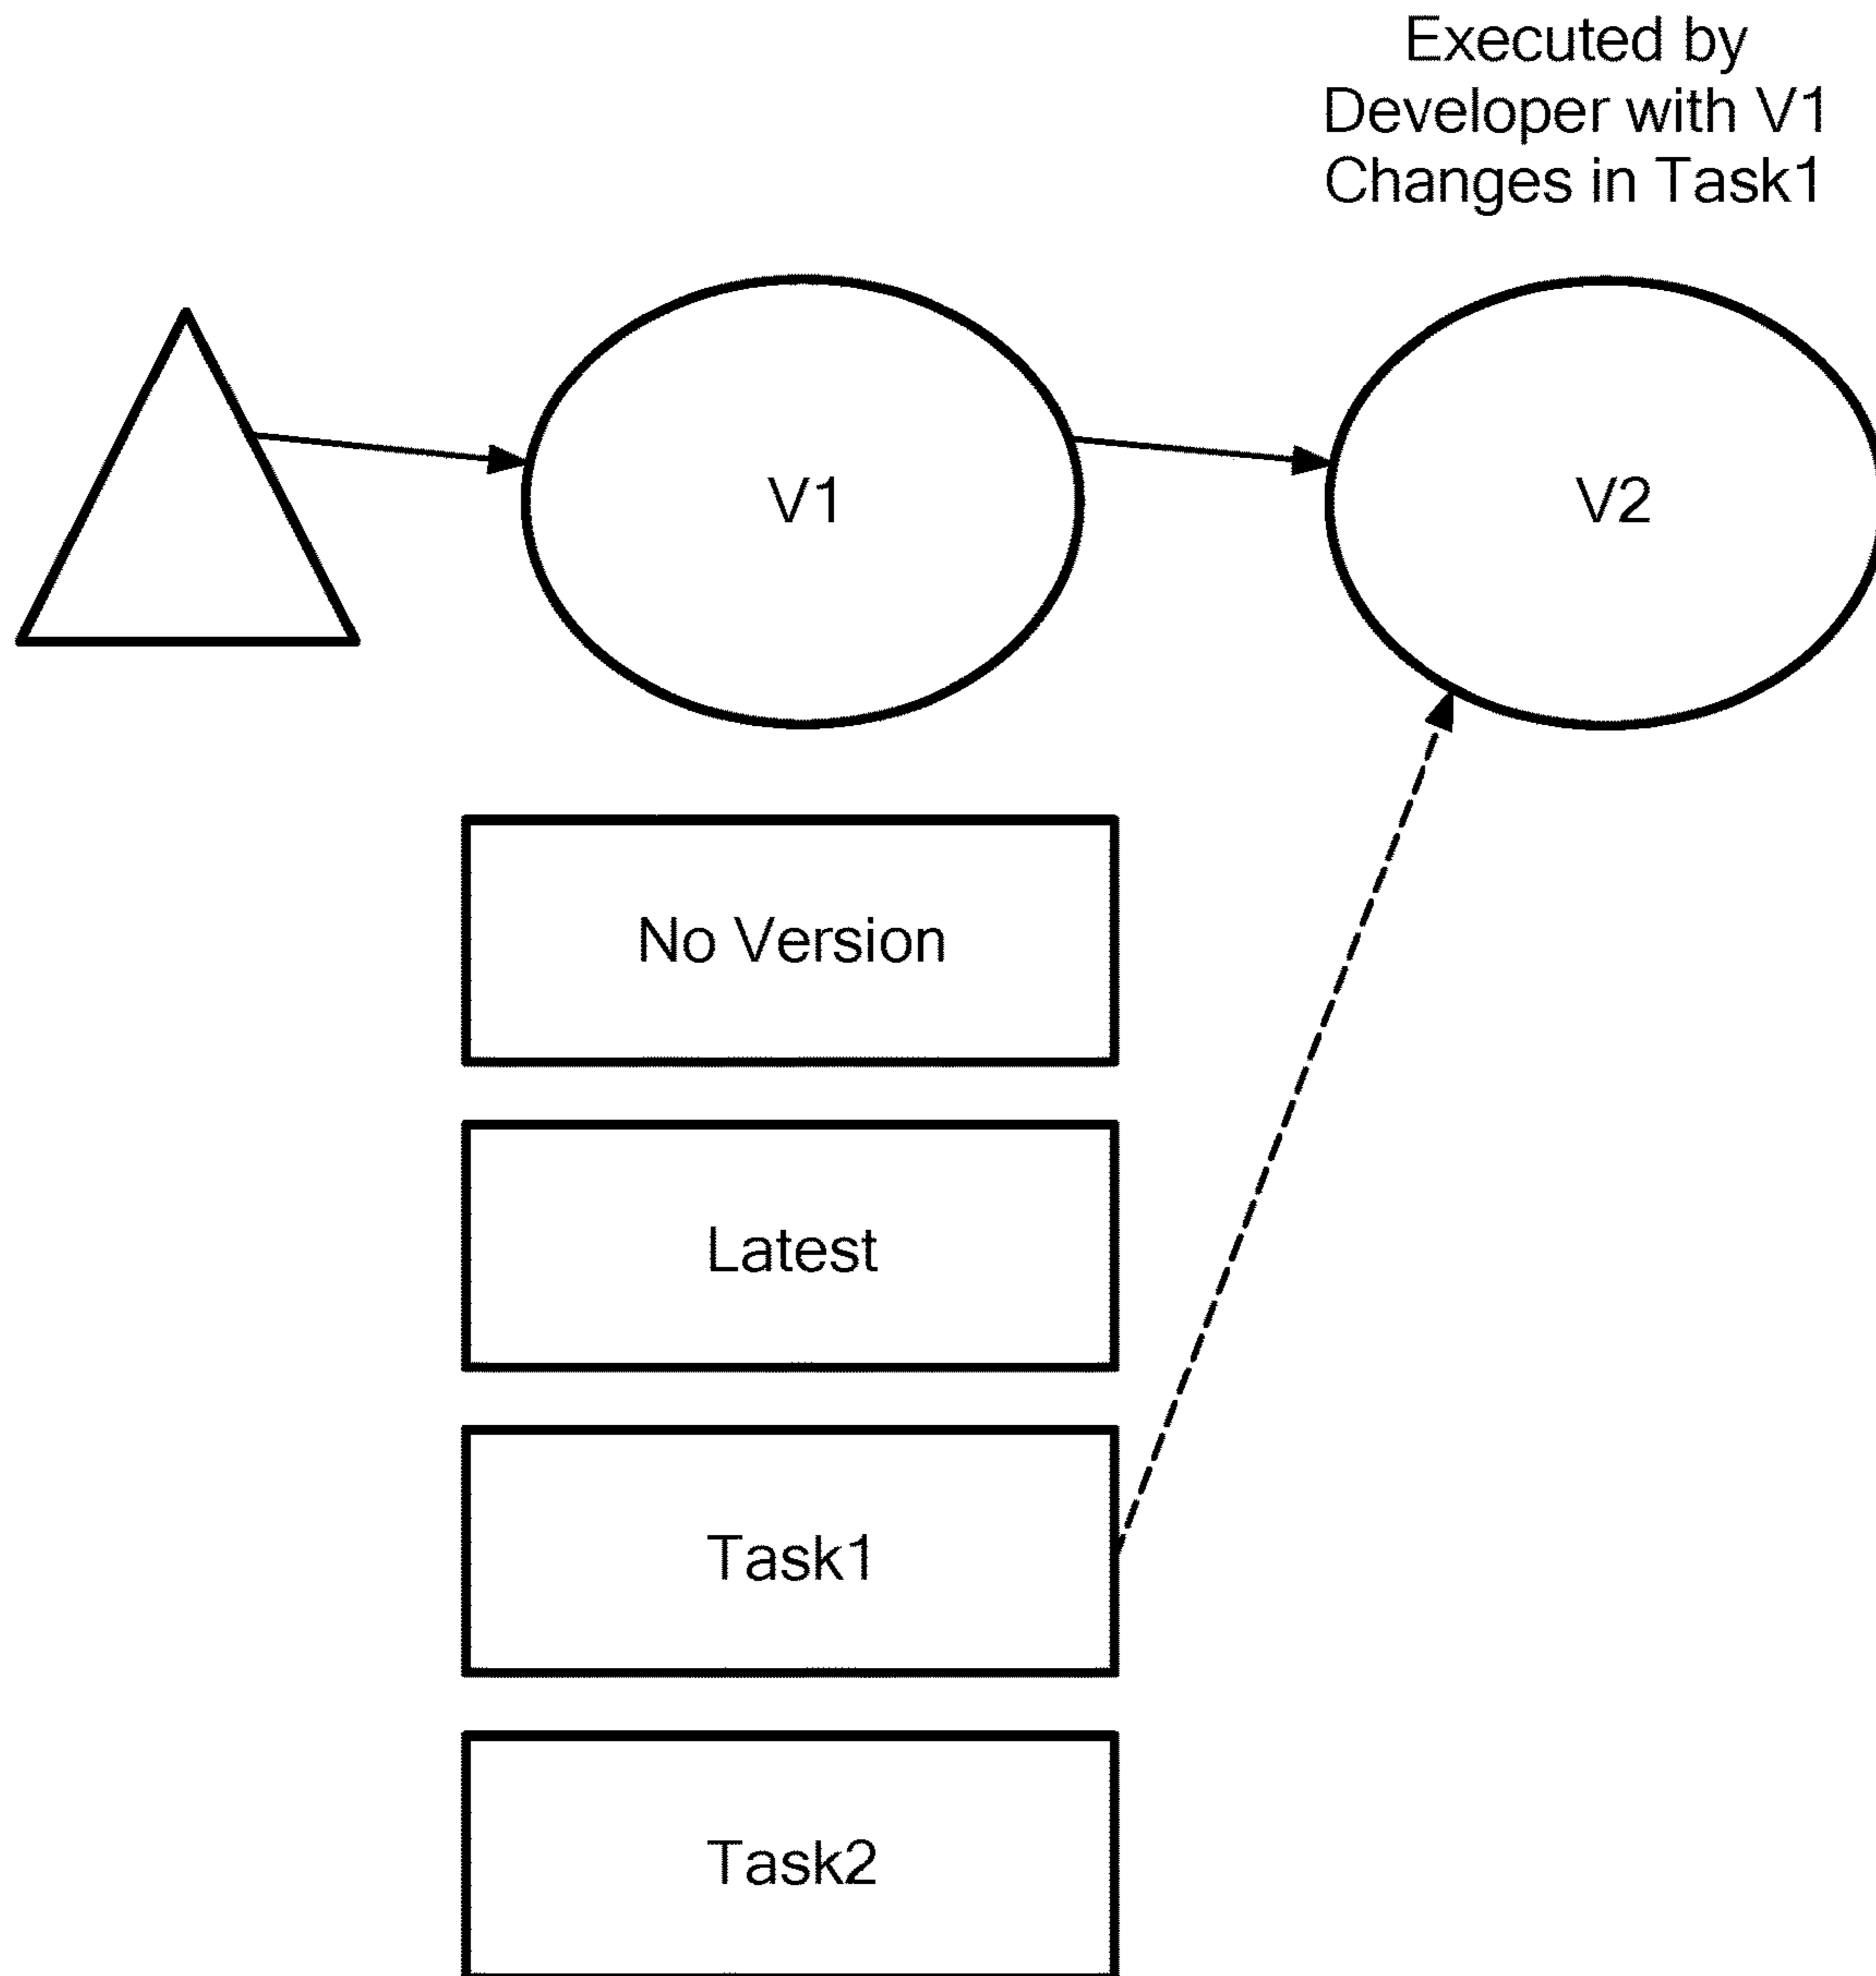 Executed by
Developer with V1
Changes in Task1
V1
V2
No Version
Latest
Task1
Task2